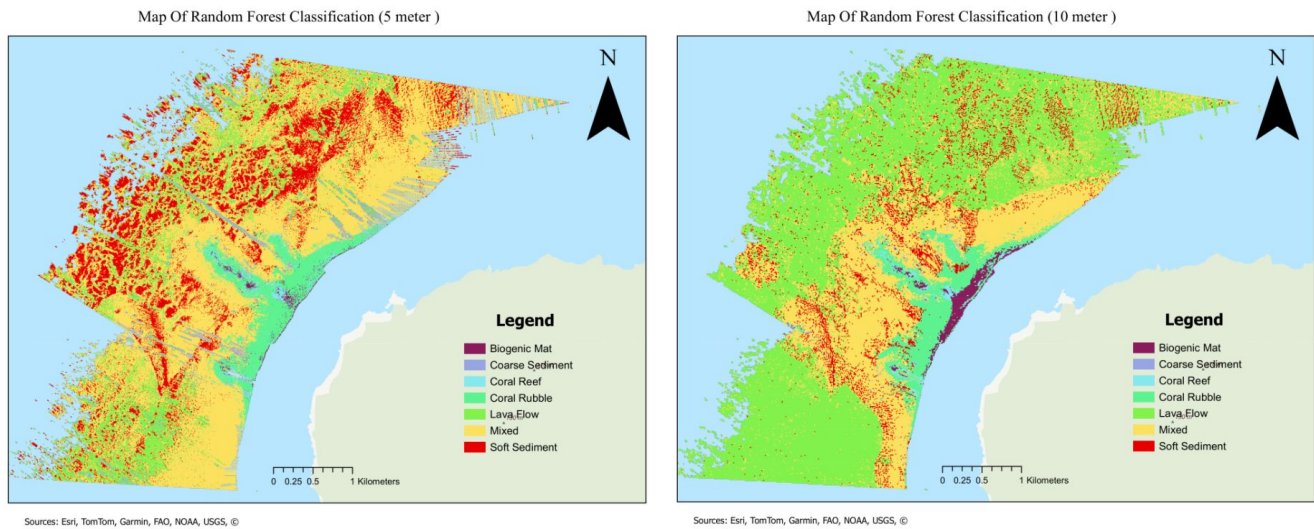 Map Of Random Forest Classification (5 meter )
N
Legend
Biogenic Mat
Coarse Sediment
Coral Reef
Coral Rubble
Lava Flow
Mixed
Soft Sediment
0 0.25 0.5 1 Kilometers
Sources: Esri, TomTom, Garmin, FAO, NOAA, USGS, ©
Map Of Random Forest Classification (10 meter )
N
Legend
Biogenic Mat
Coarse Sediment
Coral Reef
Coral Rubble
Lava Flow
Mixed
Soft Sediment
0 0.25 0.5 1 Kilometers
Sources: Esri, TomTom, Garmin, FAO, NOAA, USGS, ©